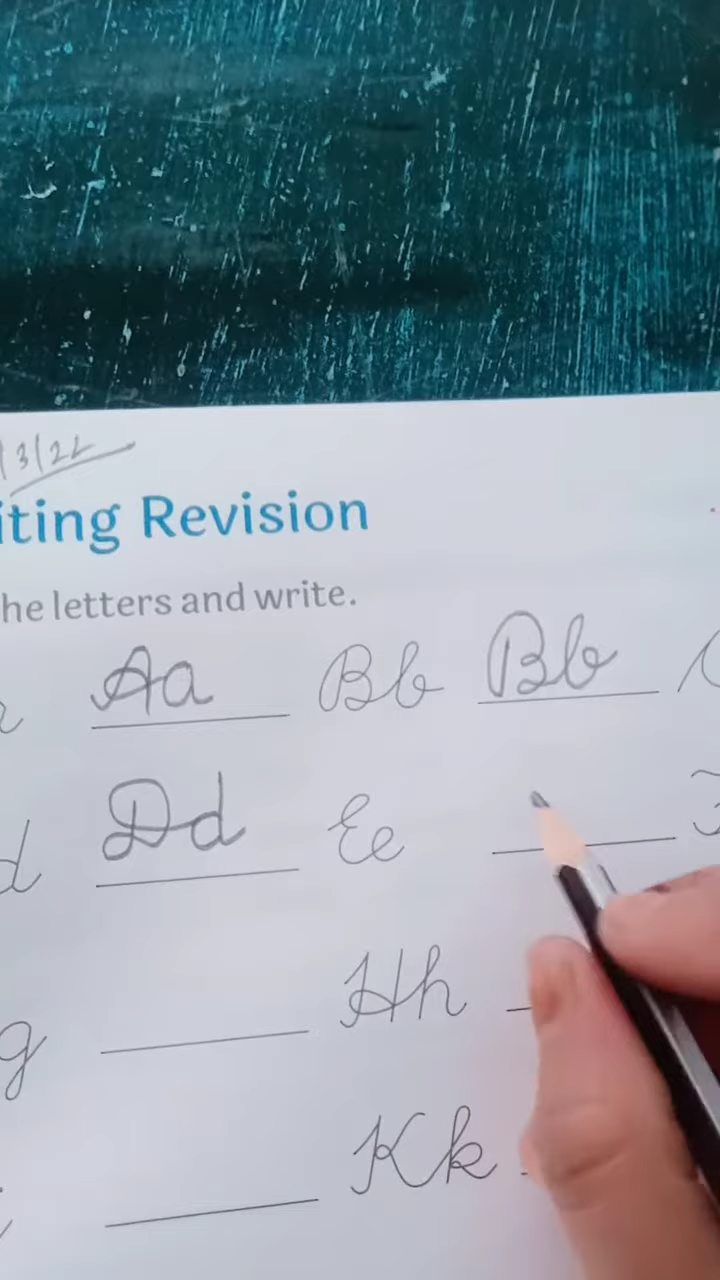 /3/22
iting Revision
he letters and write.
Aa Bb Bb
d Dd Ee
g Hh
Kk